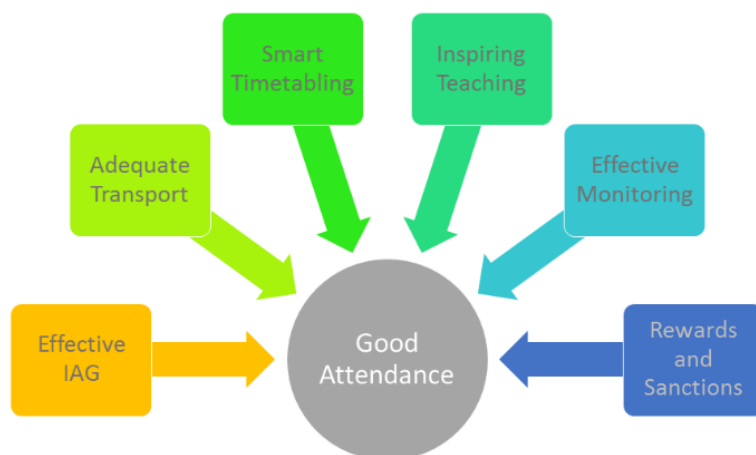 Smart
Timetabling
Inspiring
Teaching
Adequate
Transport
Effective
Monitoring
Effective
IAG
Good
Attendance
Rewards
and
Sanctions